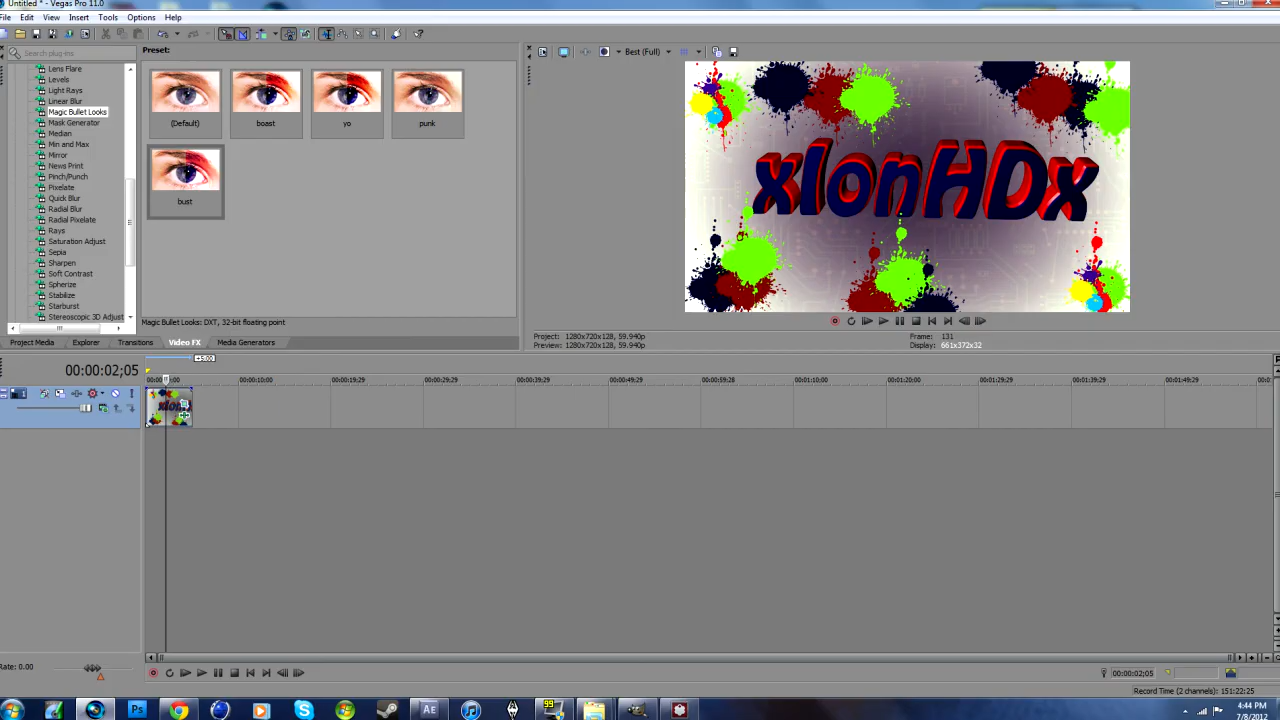 Untitled * - Vegas Pro 11.0
File Edit View Insert Tools Options Help
Search plug-ins
Lens Flare
Levels
Light Rays
Linear Blur
Magic Bullet Looks
Mask Generator
Median
Min and Max
Mirror
News Print
Pinch/Punch
Pixelate
Quick Blur
Radial Blur
Radial Pixelate
Rays
Saturation Adjust
Sepia
Sharpen
Soft Contrast
Spherize
Stabilize
Starburst
Stereoscopic 3D Adjust
Preset:
(Default) boast yo punk
bust
Magic Bullet Looks: DXT, 32-bit floating point
Project Media Explorer Transitions Video FX Media Generators
Best (Full)
xIonHDx
Project: 1280x720x128, 59.940p
Preview: 1280x720x128, 59.940p
Frame: 131
Display: 661x372x32
00:00:02;05
+5:00
00:00:10;00 00:00:19;29 00:00:29;29 00:00:39;29 00:00:49;29 00:00:59;28 00:01:10;00 00:01:20;00 00:01:29;29 00:01:39;29 00:01:49;29
Rate: 0.00
00:00:02;05
Record Time (2 channels): 151:22:25
Ps
AE
99
4:44 PM
7/8/2012